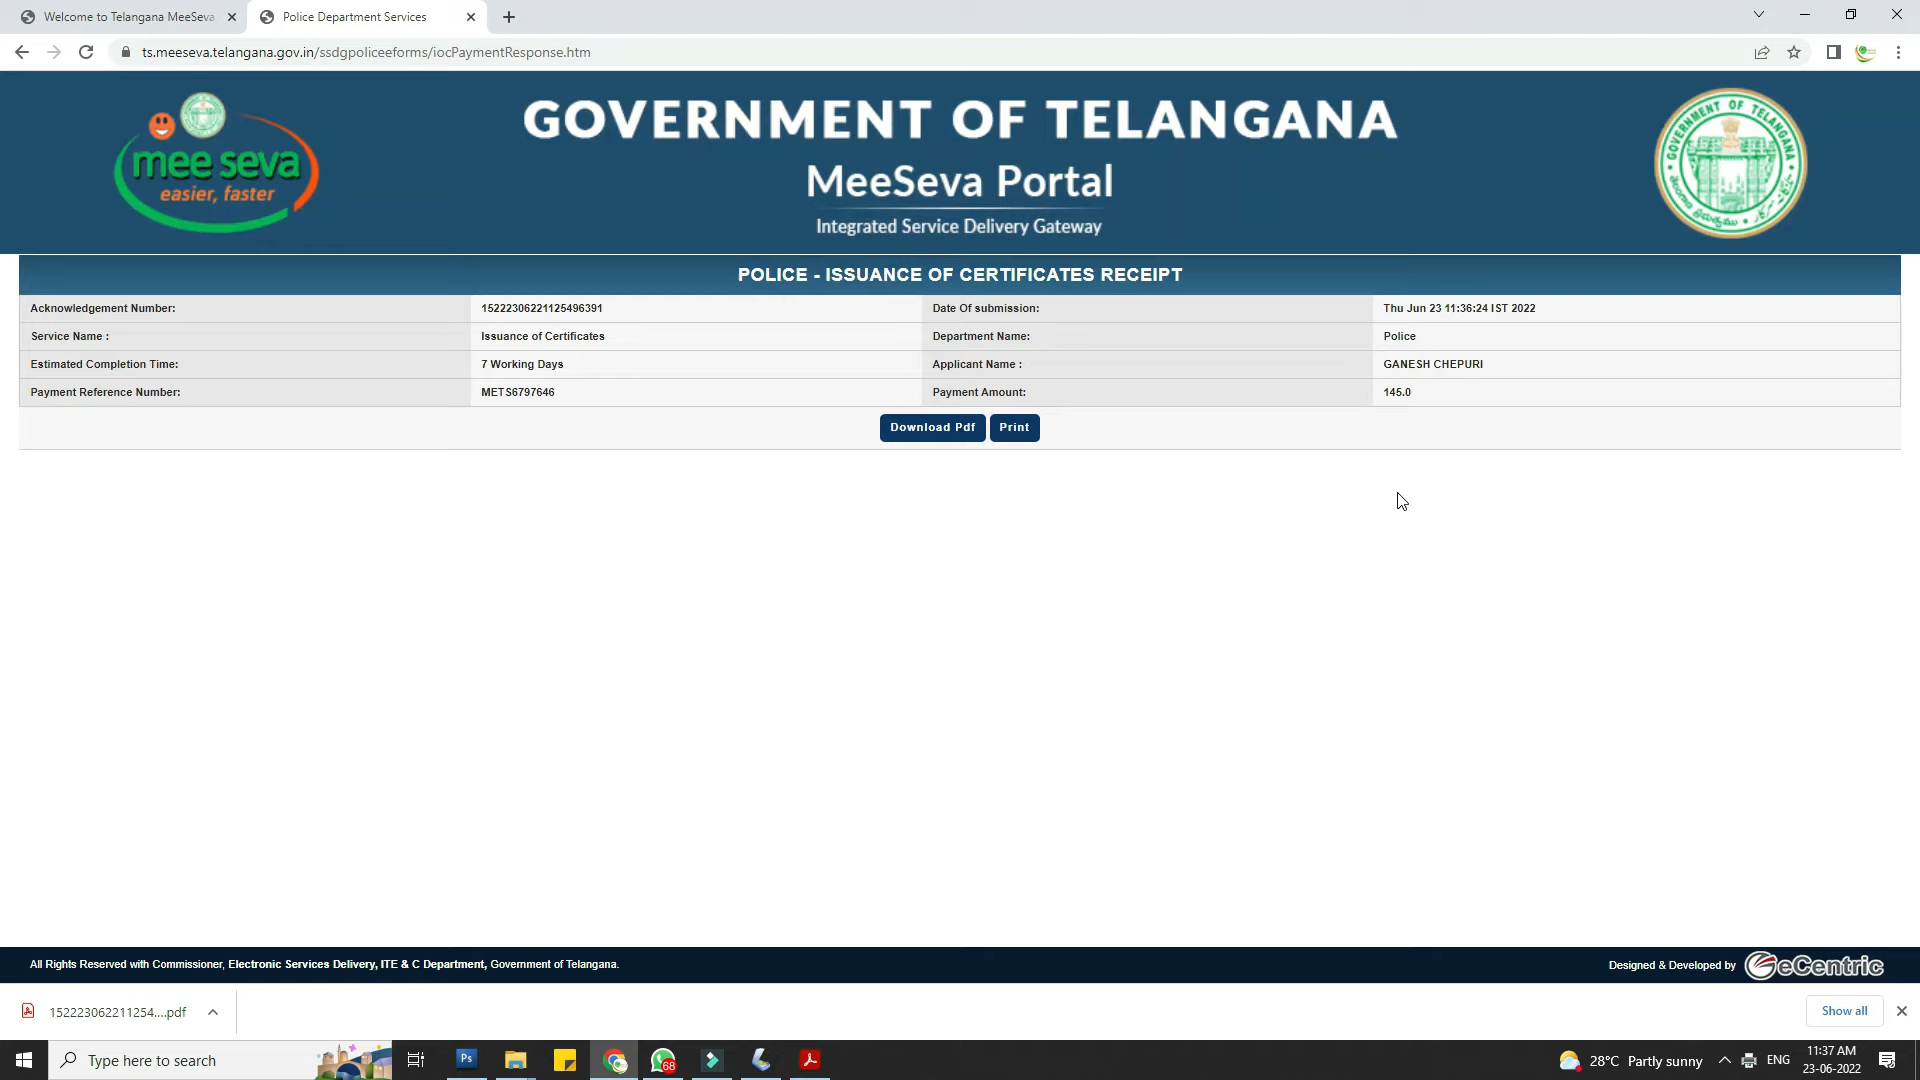 Welcome to Telangana MeeSeva
Police Department Services
ts.meeseva.telangana.gov.in/ssdgpoliceeforms/iocPaymentResponse.htm
mee seva
easier, faster
GOVERNMENT OF TELANGANA
MeeSeva Portal
Integrated Service Delivery Gateway
GOVERNMENT OF TELANGANA
POLICE - ISSUANCE OF CERTIFICATES RECEIPT
Acknowledgement Number: 15222306221125496391 Date Of submission: Thu Jun 23 11:36:24 IST 2022
Service Name : Issuance of Certificates Department Name: Police
Estimated Completion Time: 7 Working Days Applicant Name : GANESH CHEPURI
Payment Reference Number: METS6797646 Payment Amount: 145.0
Download Pdf Print
All Rights Reserved with Commissioner, Electronic Services Delivery, ITE & C Department, Government of Telangana.
Designed & Developed by eCentric
152223062211254....pdf
Show all
Type here to search
Ps
68
28°C Partly sunny
ENG
11:37 AM
23-06-2022